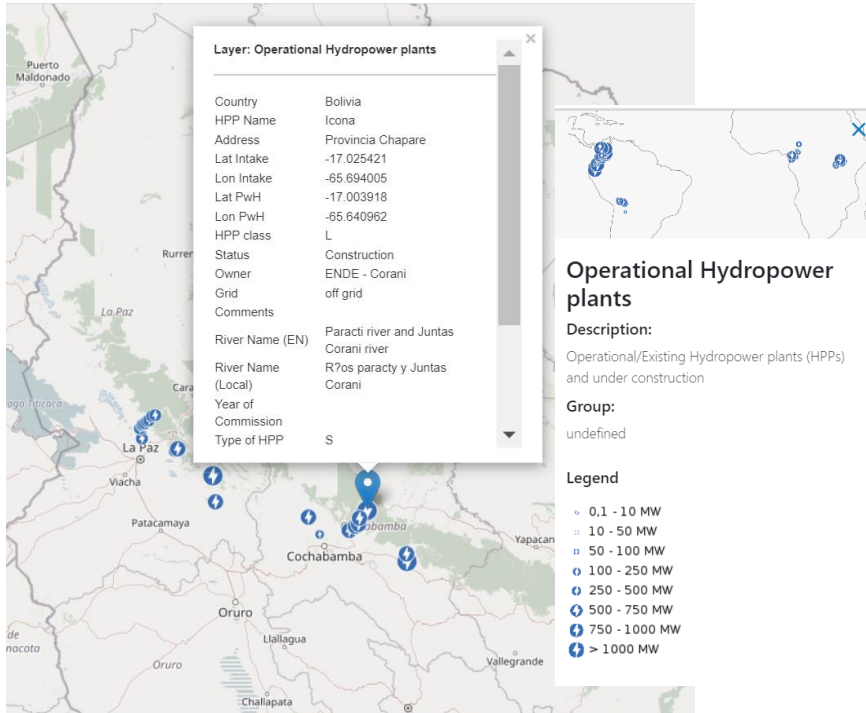 Puerto
Maldonado
Layer: Operational Hydropower plants
×
Country Bolivia
HPP Name Icona
Address Provincia Chapare
Lat Intake -17.025421
Lon Intake -65.694005
Lat PwH -17.003918
Lon PwH -65.640962
HPP class L
Status Construction
Owner ENDE - Corani
Grid off grid
Comments
River Name (EN) Paracti river and Juntas
Corani river
River Name
(Local) R?os paracty y Juntas
Corani
Year of
Commission
Type of HPP S
Rurren
La Paz
Cara
La Paz
Viacha
Patacamaya
Cochabamba
Yapacan
Oruro
Llallagua
Oruro
Vallegrande
Challapata
Operational Hydropower
plants
Description:
Operational/Existing Hydropower plants (HPPs)
and under construction
Group:
undefined
Legend
0,1 - 10 MW
10 - 50 MW
50 - 100 MW
100 - 250 MW
250 - 500 MW
500 - 750 MW
750 - 1000 MW
> 1000 MW